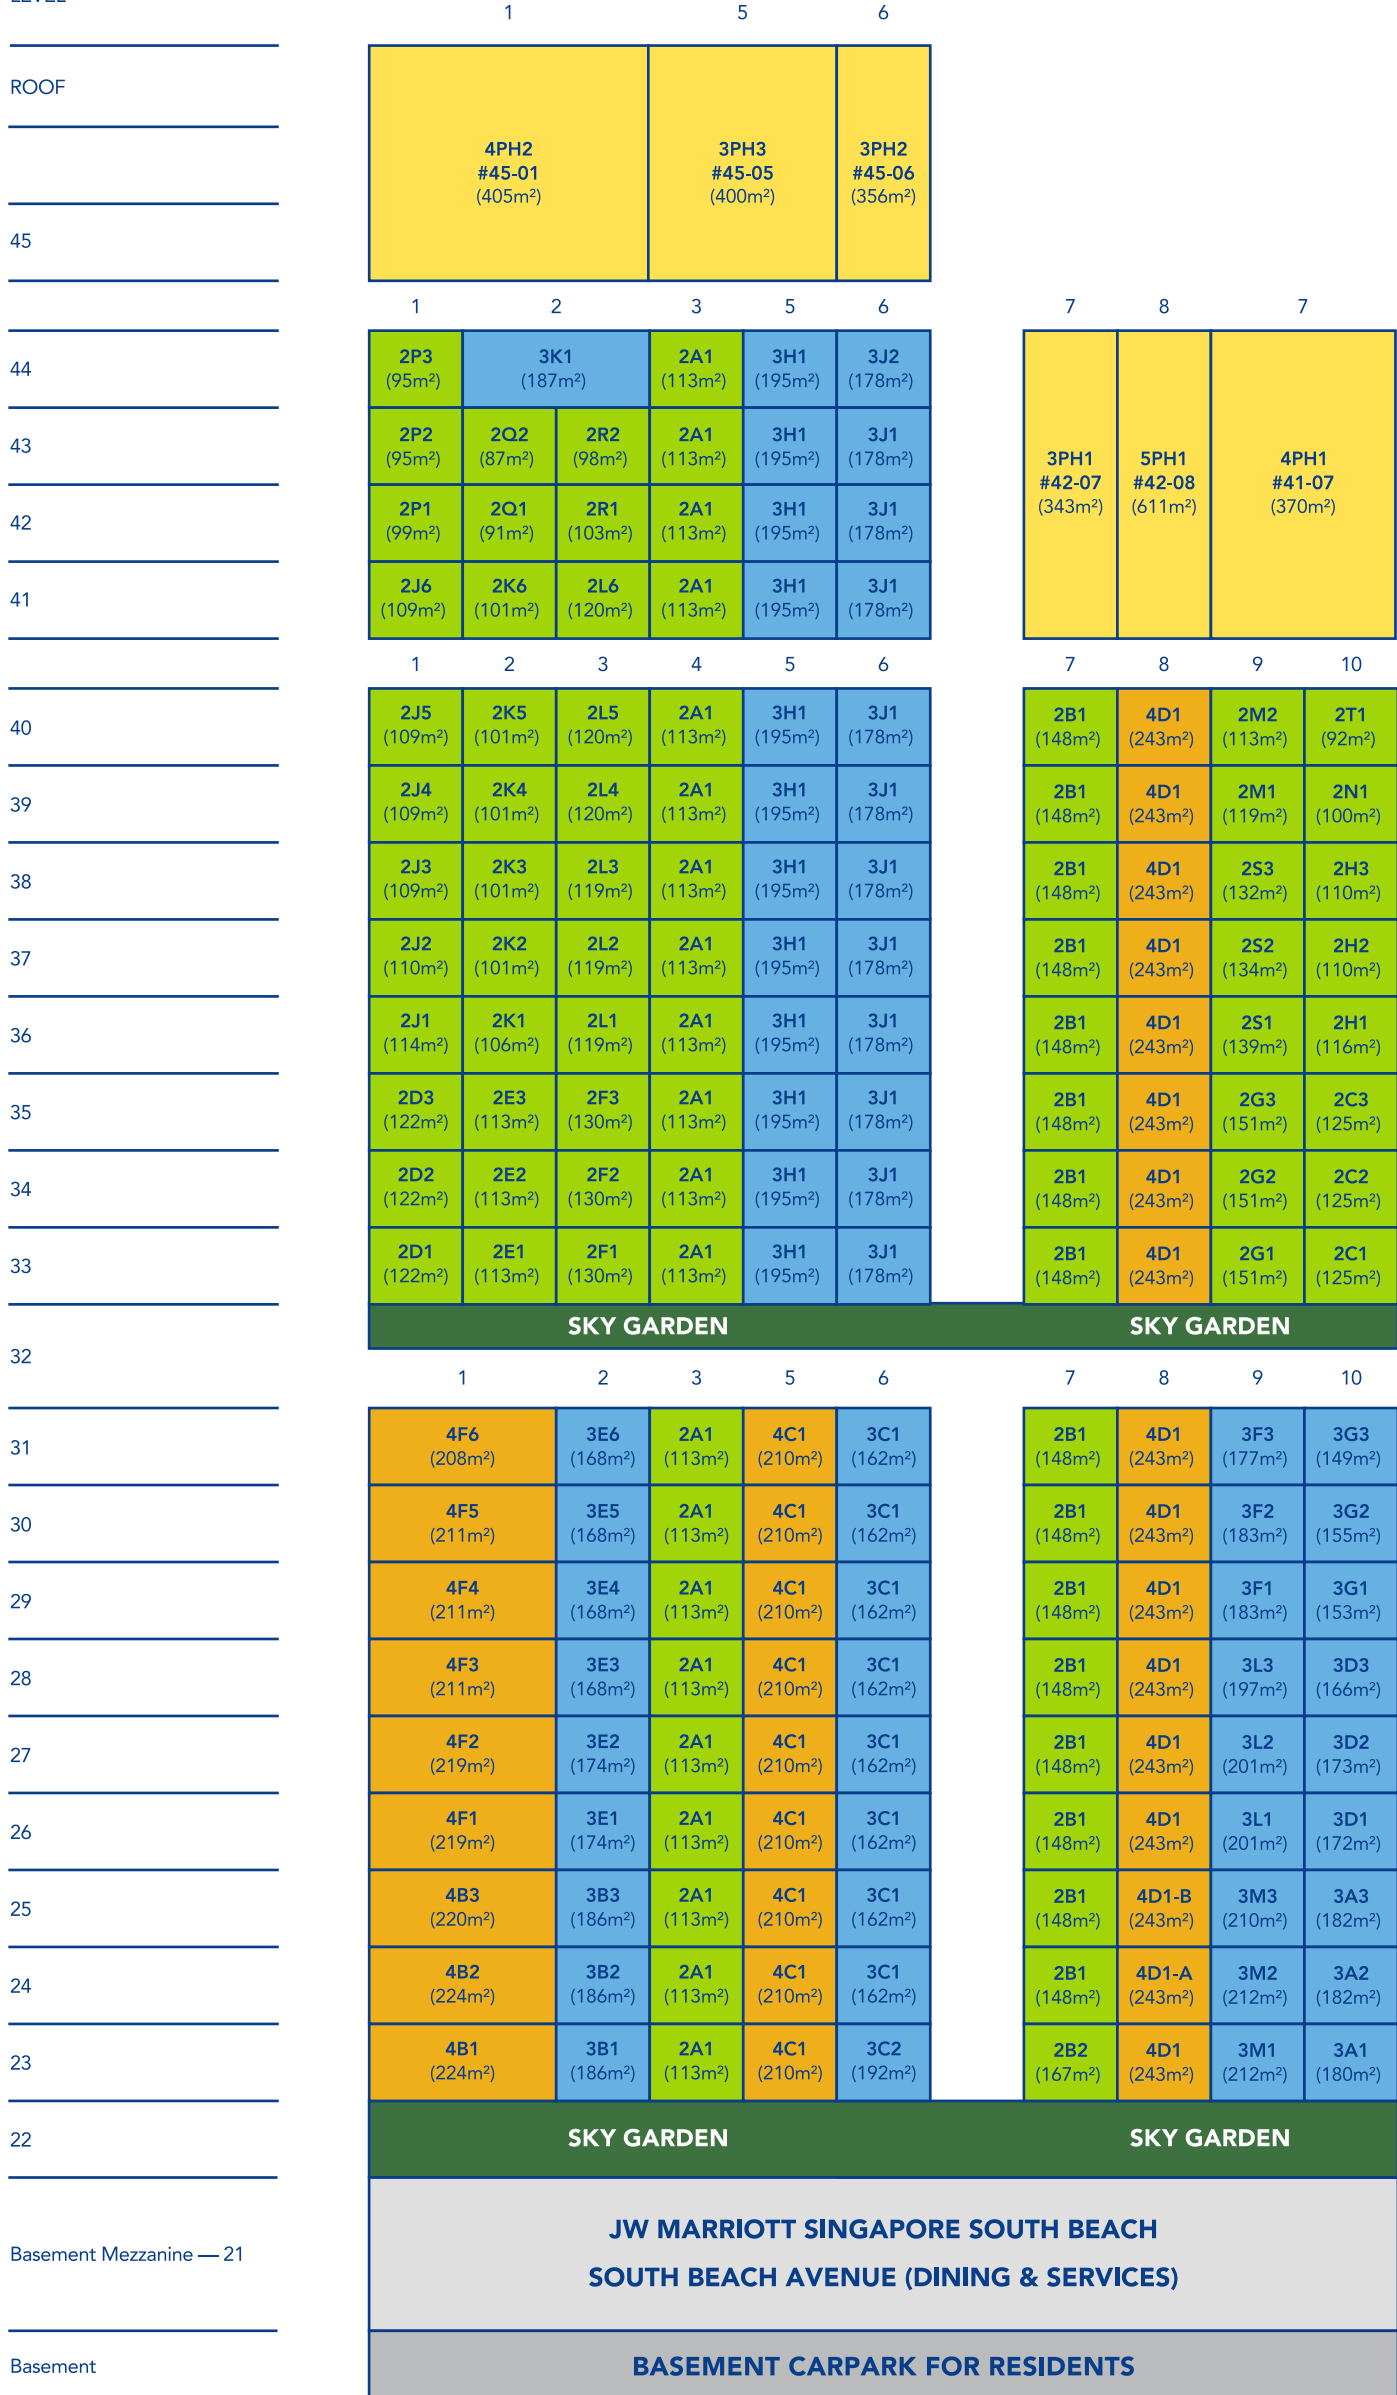 LEVEL
1 5 6
ROOF
4PH2 3PH3 3PH2
#45-01 #45-05 #45-06
(405m²) (400m²) (356m²)
45
1 2 3 5 6 7 8 7
44
2P3 3K1 2A1 3H1 3J2
(95m²) (187m²) (113m²) (195m²) (178m²)
43
2P2 2Q2 2R2 2A1 3H1 3J1
(95m²) (87m²) (98m²) (113m²) (195m²) (178m²)
3PH1 5PH1 4PH1
#42-07 #42-08 #41-07
(343m²) (611m²) (370m²)
42
2P1 2Q1 2R1 2A1 3H1 3J1
(99m²) (91m²) (103m²) (113m²) (195m²) (178m²)
41
2J6 2K6 2L6 2A1 3H1 3J1
(109m²) (101m²) (120m²) (113m²) (195m²) (178m²)
1 2 3 4 5 6 7 8 9 10
40
2J5 2K5 2L5 2A1 3H1 3J1 2B1 4D1 2M2 2T1
(109m²) (101m²) (120m²) (113m²) (195m²) (178m²) (148m²) (243m²) (113m²) (92m²)
39
2J4 2K4 2L4 2A1 3H1 3J1 2B1 4D1 2M1 2N1
(109m²) (101m²) (120m²) (113m²) (195m²) (178m²) (148m²) (243m²) (119m²) (100m²)
38
2J3 2K3 2L3 2A1 3H1 3J1 2B1 4D1 2S3 2H3
(109m²) (101m²) (119m²) (113m²) (195m²) (178m²) (148m²) (243m²) (132m²) (110m²)
37
2J2 2K2 2L2 2A1 3H1 3J1 2B1 4D1 2S2 2H2
(110m²) (101m²) (119m²) (113m²) (195m²) (178m²) (148m²) (243m²) (134m²) (110m²)
36
2J1 2K1 2L1 2A1 3H1 3J1 2B1 4D1 2S1 2H1
(114m²) (106m²) (119m²) (113m²) (195m²) (178m²) (148m²) (243m²) (139m²) (116m²)
35
2D3 2E3 2F3 2A1 3H1 3J1 2B1 4D1 2G3 2C3
(122m²) (113m²) (130m²) (113m²) (195m²) (178m²) (148m²) (243m²) (151m²) (125m²)
34
2D2 2E2 2F2 2A1 3H1 3J1 2B1 4D1 2G2 2C2
(122m²) (113m²) (130m²) (113m²) (195m²) (178m²) (148m²) (243m²) (151m²) (125m²)
33
2D1 2E1 2F1 2A1 3H1 3J1 2B1 4D1 2G1 2C1
(122m²) (113m²) (130m²) (113m²) (195m²) (178m²) (148m²) (243m²) (151m²) (125m²)
SKY GARDEN SKY GARDEN
32
1 2 3 5 6 7 8 9 10
31
4F6 3E6 2A1 4C1 3C1 2B1 4D1 3F3 3G3
(208m²) (168m²) (113m²) (210m²) (162m²) (148m²) (243m²) (177m²) (149m²)
30
4F5 3E5 2A1 4C1 3C1 2B1 4D1 3F2 3G2
(211m²) (168m²) (113m²) (210m²) (162m²) (148m²) (243m²) (183m²) (155m²)
29
4F4 3E4 2A1 4C1 3C1 2B1 4D1 3F1 3G1
(211m²) (168m²) (113m²) (210m²) (162m²) (148m²) (243m²) (183m²) (153m²)
28
4F3 3E3 2A1 4C1 3C1 2B1 4D1 3L3 3D3
(211m²) (168m²) (113m²) (210m²) (162m²) (148m²) (243m²) (197m²) (166m²)
27
4F2 3E2 2A1 4C1 3C1 2B1 4D1 3L2 3D2
(219m²) (174m²) (113m²) (210m²) (162m²) (148m²) (243m²) (201m²) (173m²)
26
4F1 3E1 2A1 4C1 3C1 2B1 4D1 3L1 3D1
(219m²) (174m²) (113m²) (210m²) (162m²) (148m²) (243m²) (201m²) (172m²)
25
4B3 3B3 2A1 4C1 3C1 2B1 4D1-B 3M3 3A3
(220m²) (186m²) (113m²) (210m²) (162m²) (148m²) (243m²) (210m²) (182m²)
24
4B2 3B2 2A1 4C1 3C1 2B1 4D1-A 3M2 3A2
(224m²) (186m²) (113m²) (210m²) (162m²) (148m²) (243m²) (212m²) (182m²)
23
4B1 3B1 2A1 4C1 3C2 2B2 4D1 3M1 3A1
(224m²) (186m²) (113m²) (210m²) (192m²) (167m²) (243m²) (212m²) (180m²)
22
SKY GARDEN SKY GARDEN
JW MARRIOTT SINGAPORE SOUTH BEACH
Basement Mezzanine — 21
SOUTH BEACH AVENUE (DINING & SERVICES)
Basement
BASEMENT CARPARK FOR RESIDENTS